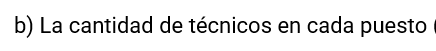 b) La cantidad de técnicos en cada puesto (